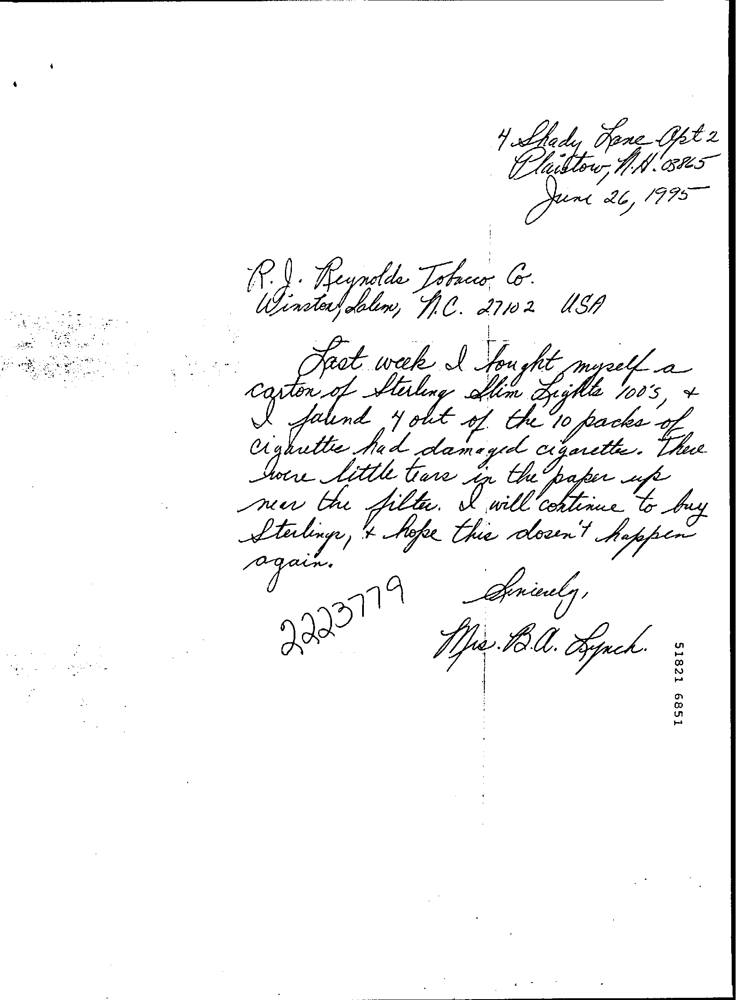 4 Shady Lane Apt 2
Plaistow, N.H. 03865
June 26, 1995
R. J. Reynolds Tobacco Co.
Winston, Salem, N.C. 27102 USA
Last week I bought myself a
carton of Sterling Slim Lights 100's, +
I found 4 out of the 10 packs of
cigarettes had damaged cigarettes. There
were little tears in the paper up
near the filter. I will continue to buy
Sterlings, + hope this dosen't happen
again.
Sincerely,
2223779
Mrs. B.A. Lynch.
51821 6851